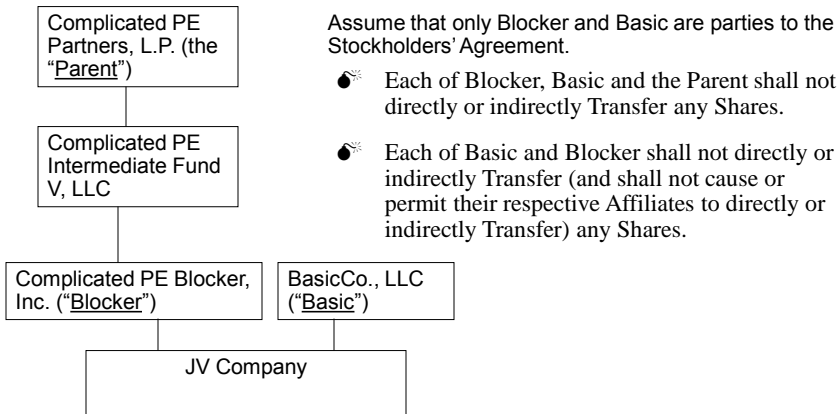 Complicated PE
Partners, L.P. (the
“Parent”)
Complicated PE
Intermediate Fund
V, LLC
Complicated PE Blocker,
Inc. (“Blocker”)
BasicCo., LLC
(“Basic”)
JV Company
Assume that only Blocker and Basic are parties to the
Stockholders’ Agreement.
Each of Blocker, Basic and the Parent shall not
directly or indirectly Transfer any Shares.
Each of Basic and Blocker shall not directly or
indirectly Transfer (and shall not cause or
permit their respective Affiliates to directly or
indirectly Transfer) any Shares.